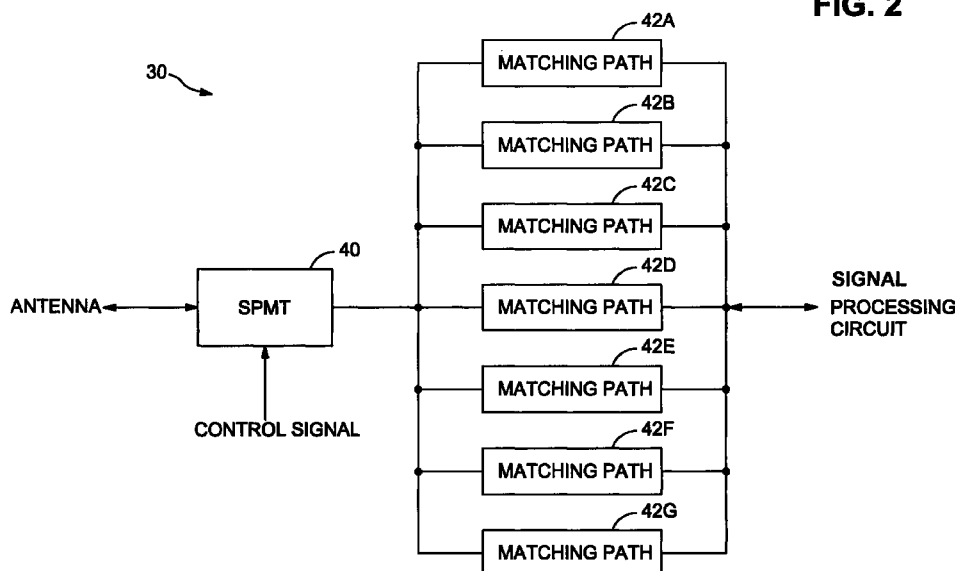 FIG. 2
30
42A
MATCHING PATH
42B
MATCHING PATH
42C
MATCHING PATH
40
42D
ANTENNA
SPMT
MATCHING PATH
SIGNAL
PROCESSING
CIRCUIT
42E
MATCHING PATH
CONTROL SIGNAL
42F
MATCHING PATH
42G
MATCHING PATH